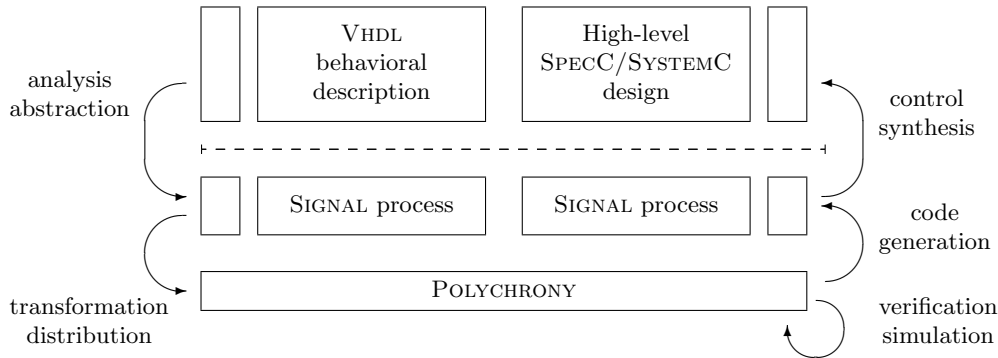 VHDL
behavioral
description
High-level
SPECC/SYSTEMC
design
analysis
abstraction
control
synthesis
SIGNAL process
SIGNAL process
code
generation
POLYCHRONY
transformation
distribution
verification
simulation